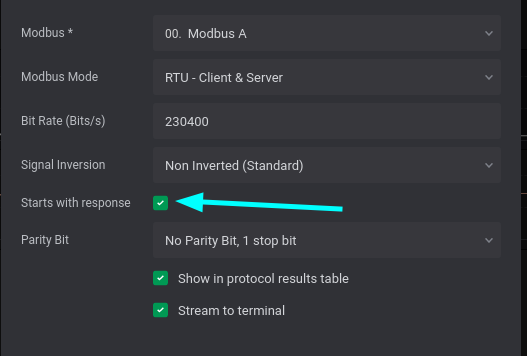 Modbus *
00. Modbus A
Modbus Mode
RTU - Client & Server
Bit Rate (Bits/s)
230400
Signal Inversion
Non Inverted (Standard)
Starts with response
Parity Bit
No Parity Bit, 1 stop bit
Show in protocol results table
Stream to terminal